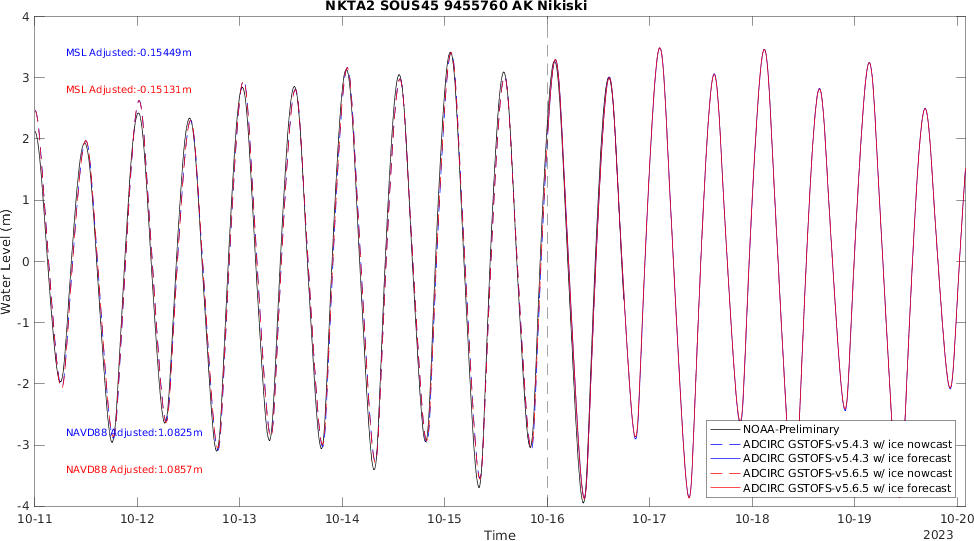 NKTA2 SOUS45 9455760 AK Nikiski
4
MSL Adjusted:-0.15449m
3
MSL Adjusted:-0.15131m
2
1
Water Level (m)
0
-1
-2
NAVD88 Adjusted:1.0825m
-3
NAVD88 Adjusted:1.0857m
-4
NOAA-Preliminary
ADCIRC GSTOFS-v5.4.3 w/ ice nowcast
ADCIRC GSTOFS-v5.4.3 w/ ice forecast
ADCIRC GSTOFS-v5.6.5 w/ ice nowcast
ADCIRC GSTOFS-v5.6.5 w/ ice forecast
10-11 10-12 10-13 10-14 10-15 10-16 10-17 10-18 10-19 10-20
Time
2023